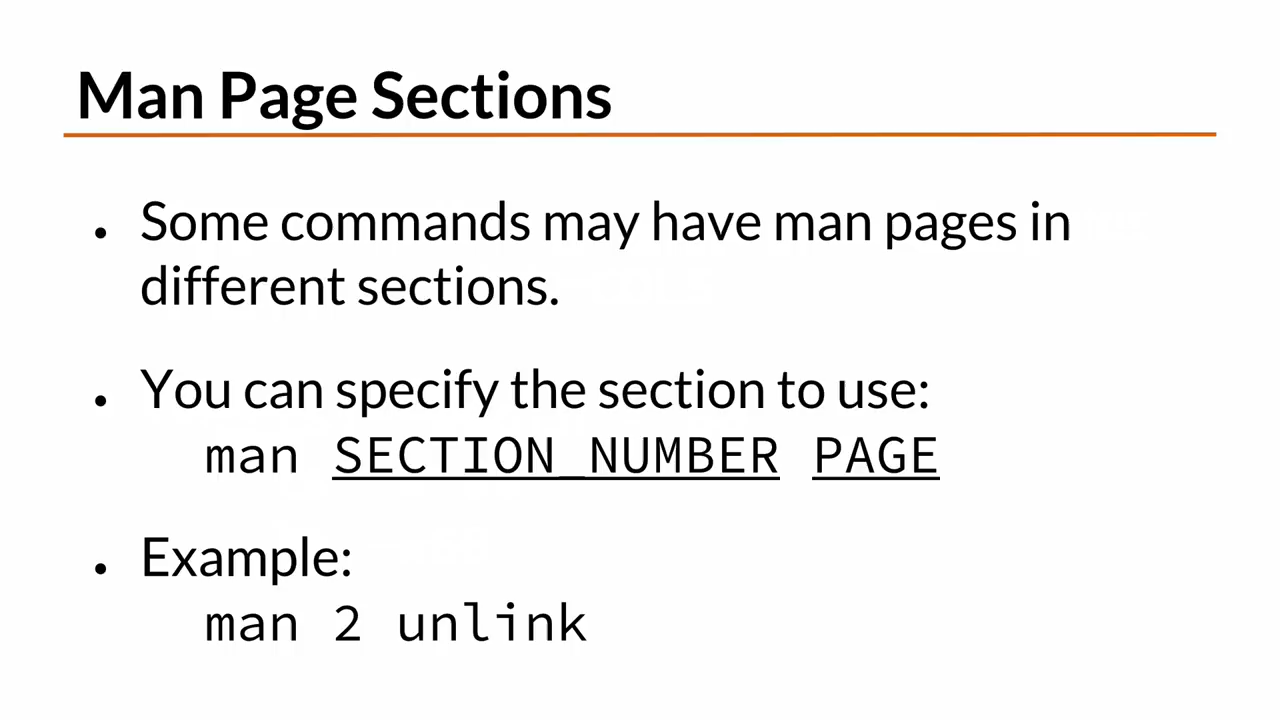 Man Page Sections
• Some commands may have man pages in
different sections.
• You can specify the section to use:
man SECTION_NUMBER PAGE
• Example:
man 2 unlink